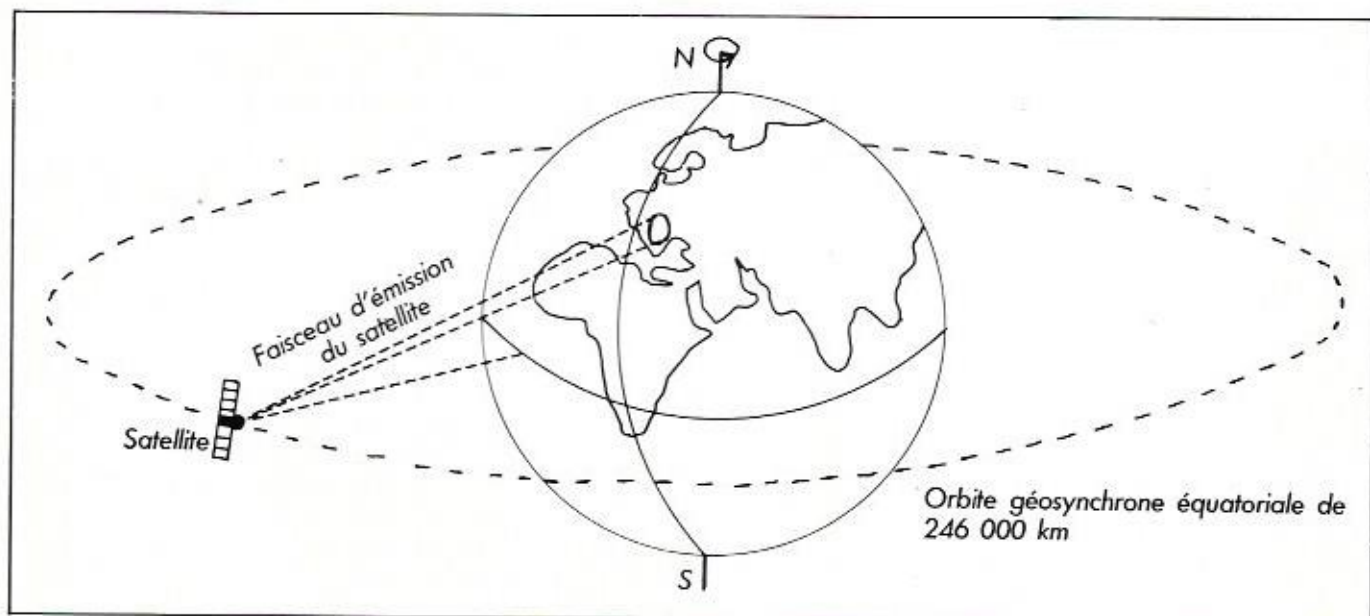 N
Faisceau d'émission
du satellite
Satellite
Orbite géosynchrone équatoriale de
246 000 km
S